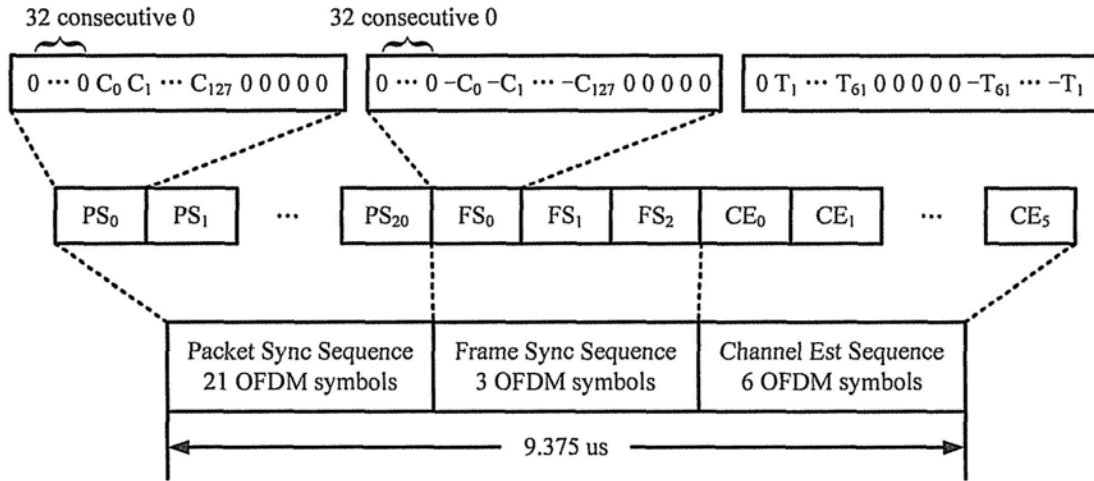 32 consecutive 0 32 consecutive 0
0 ··· 0 C₀ C₁ ··· C₁₂₇ 0 0 0 0 0 0 ··· 0 −C₀ −C₁ ··· −C₁₂₇ 0 0 0 0 0 0 T₁ ··· T₆₁ 0 0 0 0 0 −T₆₁ ··· −T₁
PS₀ PS₁ ··· PS₂₀ FS₀ FS₁ FS₂ CE₀ CE₁ ··· CE₅
Packet Sync Sequence Frame Sync Sequence Channel Est Sequence
21 OFDM symbols 3 OFDM symbols 6 OFDM symbols
9.375 us